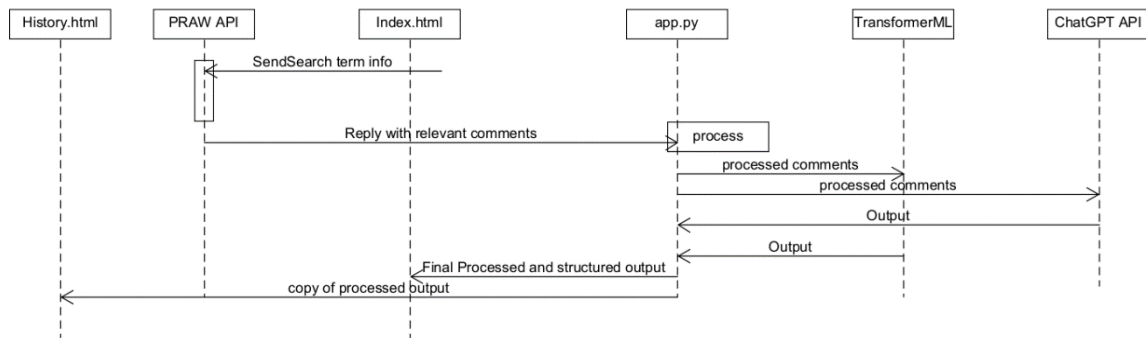 History.html
PRAW API
Index.html
app.py
TransformerML
ChatGPT API
SendSearch term info
Reply with relevant comments
process
processed comments
processed comments
Output
Output
Final Processed and structured output
copy of processed output